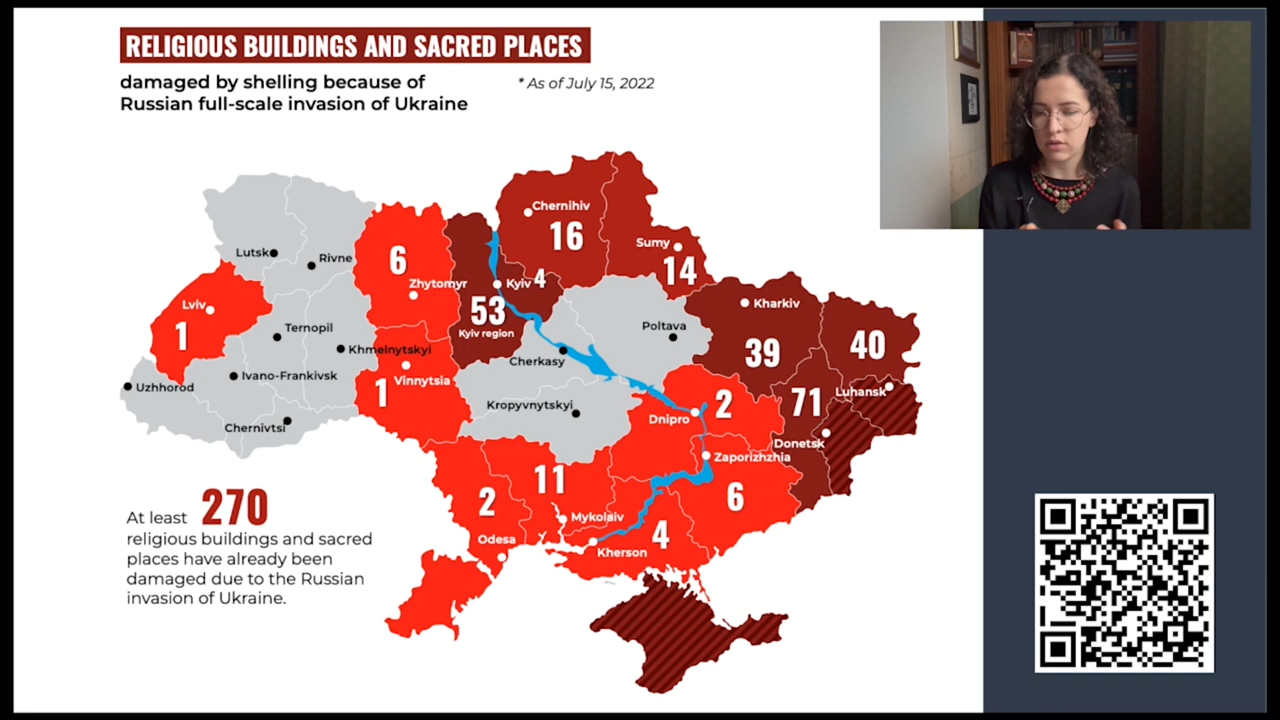 RELIGIOUS BUILDINGS AND SACRED PLACES
damaged by shelling because of
Russian full-scale invasion of Ukraine
* As of July 15, 2022
Chernihiv
16
Sumy
14
Lutsk
Rivne
6
Zhytomyr
Kyiv 4
53
Kyiv region
Kharkiv
39
40
Lviv
1
Ternopil
Khmelnytskyi
Poltava
Cherkasy
Luhansk
Uzhhorod
Ivano-Frankivsk
1
Vinnytsia
Kropyvnytskyi
Chernivtsi
Dnipro
2
71
Donetsk
Zaporizhzhia
6
11
2
Mykolaiv
Odesa
Kherson
4
At least 270
religious buildings and sacred
places have already been
damaged due to the Russian
invasion of Ukraine.